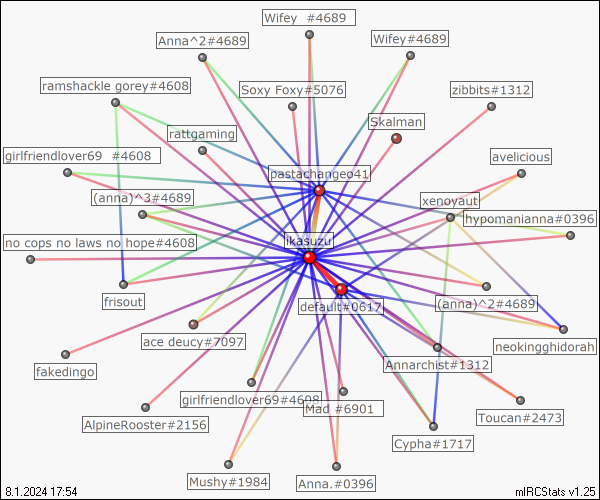 Wifey  #4689
Anna^2#4689
Wifey#4689
ramshackle gorey#4608
Soxy Foxy#5076
zibbits#1312
Skalman
rattgaming
girlfriendlover69  #4608
avelicious
pastachangeo41
(anna)^3#4689
xenoyaut
hypomanianna#0396
no cops no laws no hope#4608
ikasuzu
frisout
default#0617
(anna)^2#4689
ace deucy#7097
neokingghidorah
fakedingo
Annarchist#1312
girlfriendlover69#4608
Mad #6901
AlpineRooster#2156
Toucan#2473
Cypha#1717
Mushy#1984
Anna.#0396
8.1.2024 17:54
mIRCStats v1.25